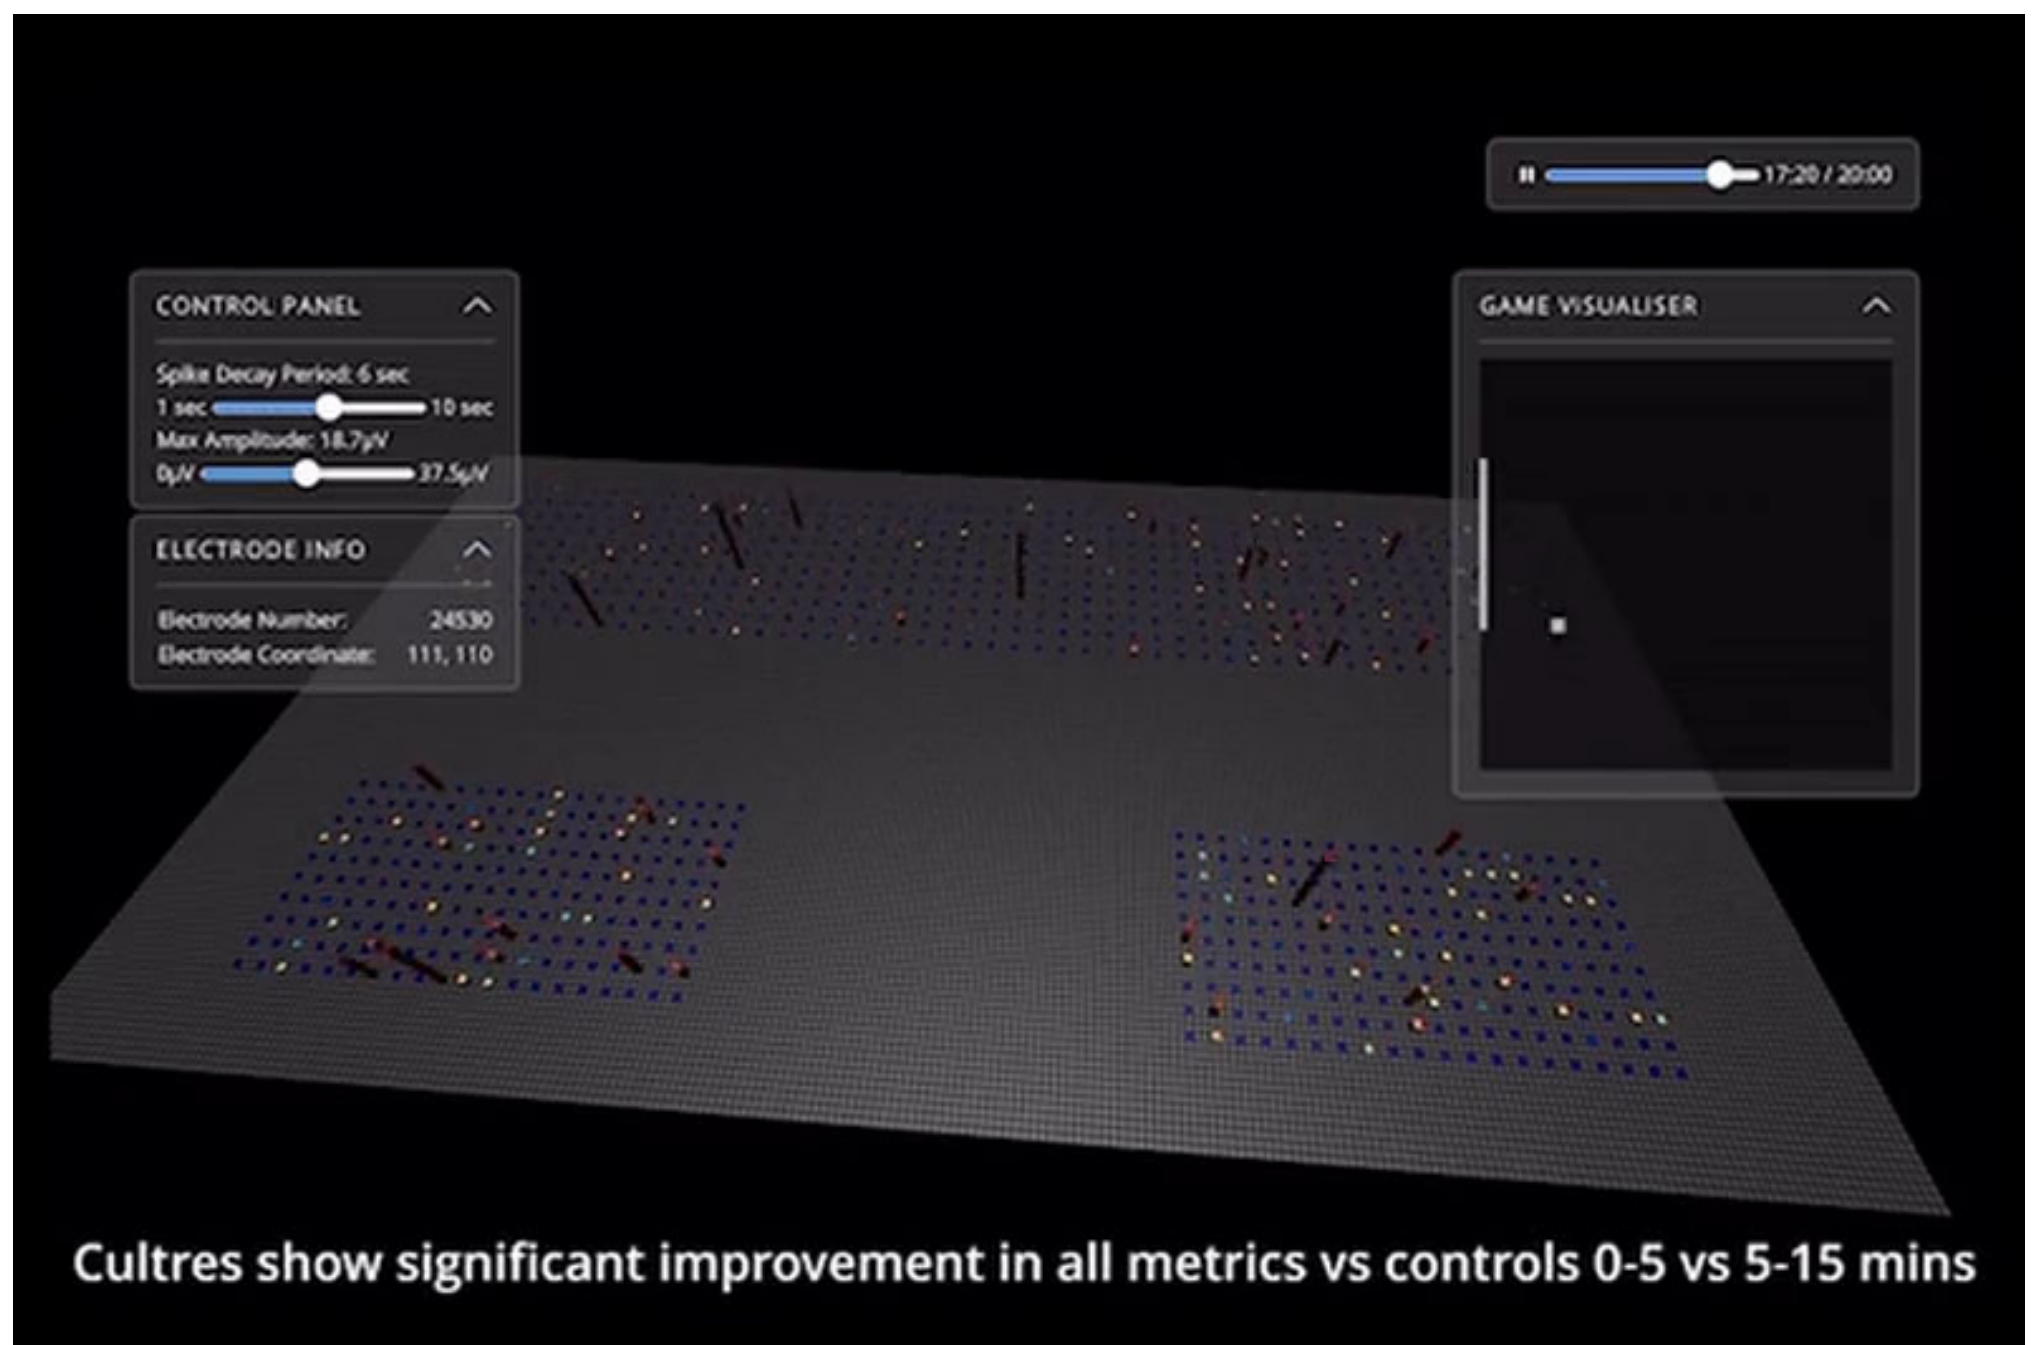 17:20 / 20:00
CONTROL PANEL
Spike Decay Period: 6 sec
1 sec 10 sec
Max Amplitude: 18.7µV
0µV 37.5µV
ELECTRODE INFO
Electrode Number: 24530
Electrode Coordinate: 111, 110
GAME VISUALISER
Cultres show significant improvement in all metrics vs controls 0-5 vs 5-15 mins